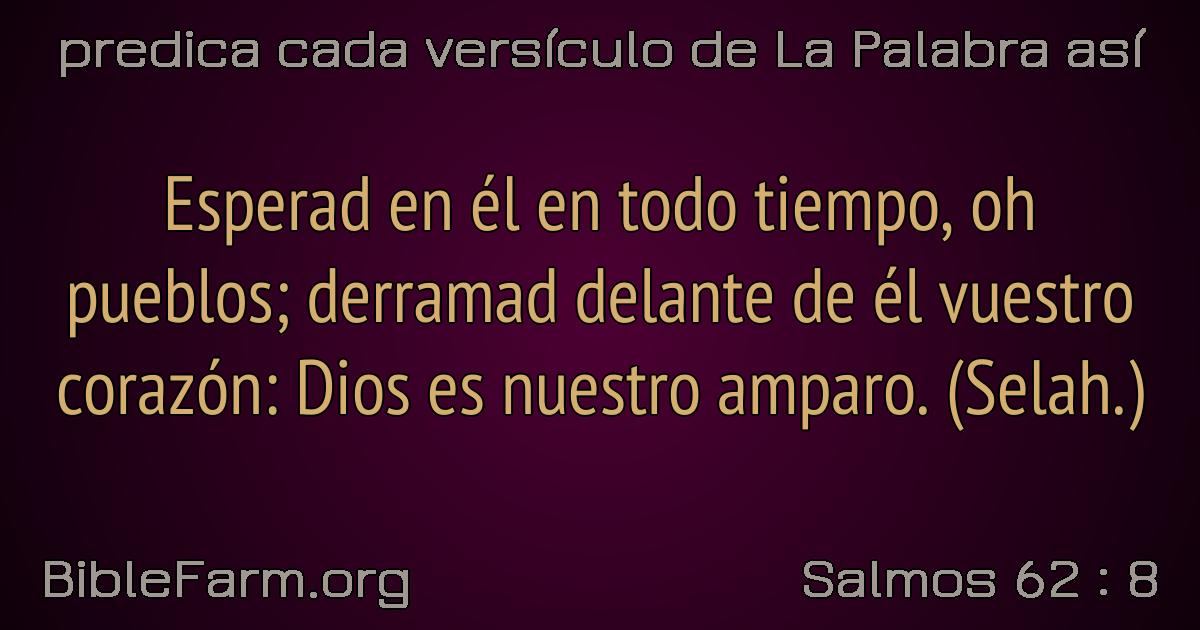 predica cada versículo de La Palabra así
Esperad en él en todo tiempo, oh
pueblos; derramad delante de él vuestro
corazón: Dios es nuestro amparo. (Selah.)
BibleFarm.org
Salmos 62 : 8